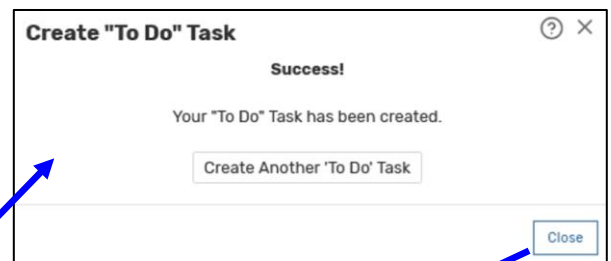 Create "To Do" Task
Success!
Your "To Do" Task has been created.
Create Another 'To Do' Task
Close